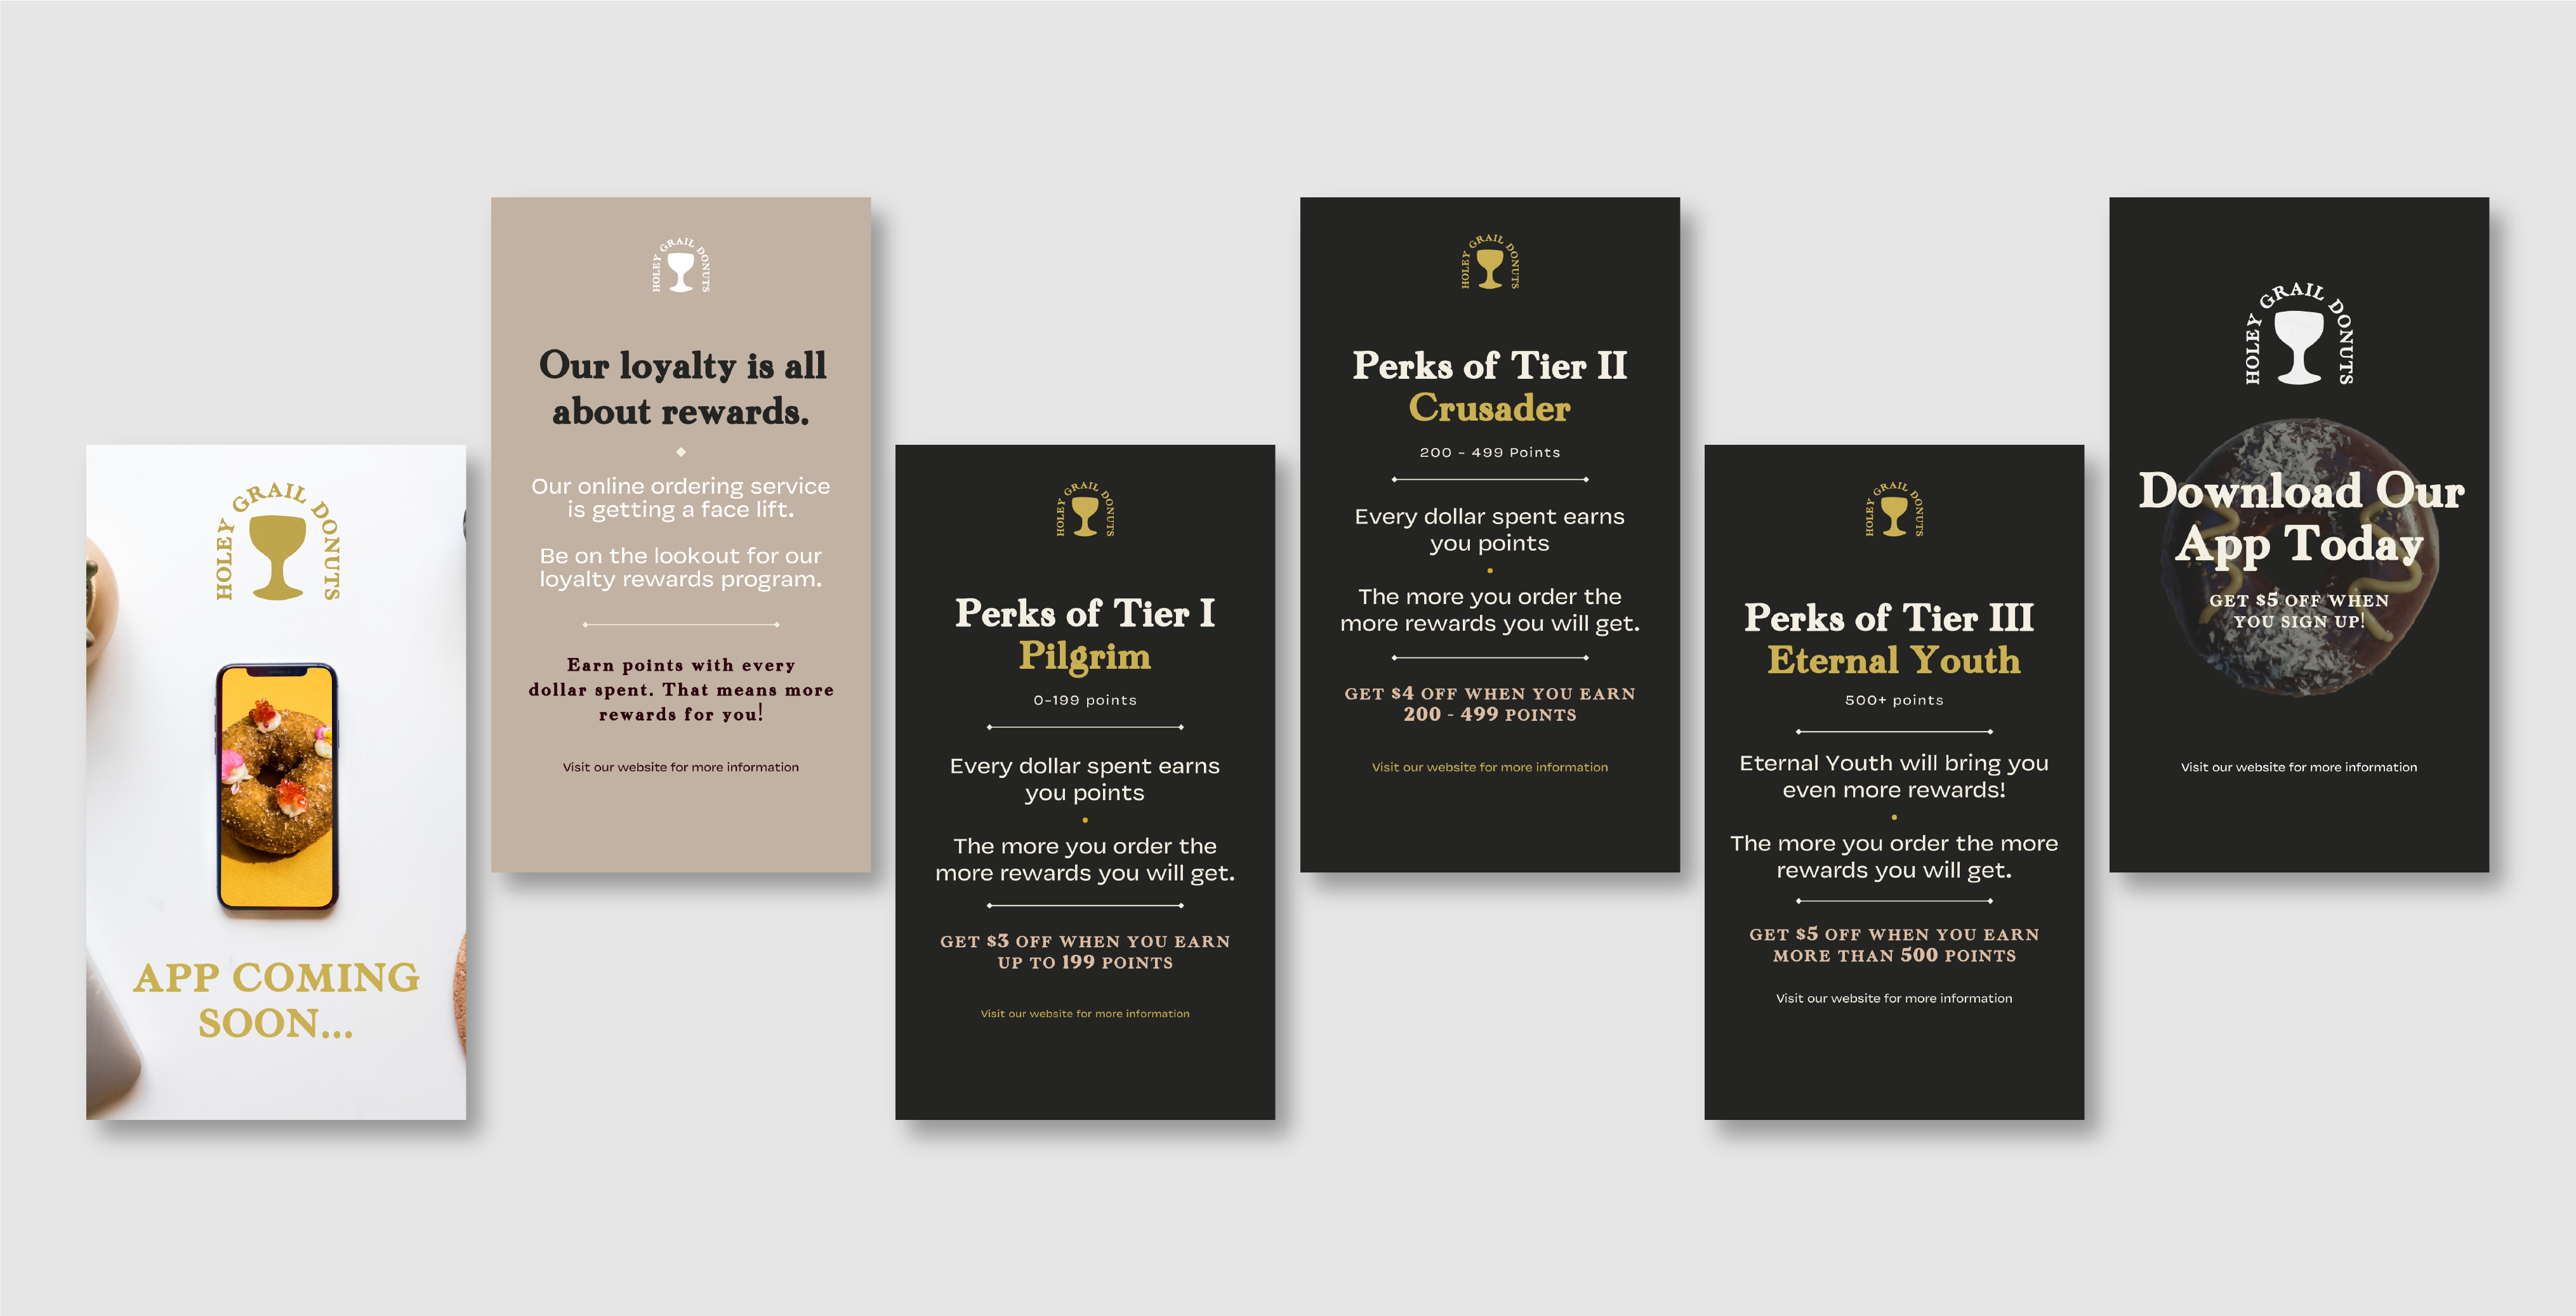 HOLEY GRAIL DONUTS
APP COMING
SOON...
HOLEY GRAIL DONUTS
Our loyalty is all
about rewards.
Our online ordering service
is getting a face lift.
Be on the lookout for our
loyalty rewards program.
Earn points with every
dollar spent. That means more
rewards for you!
Visit our website for more information
HOLEY GRAIL DONUTS
Perks of Tier I
Pilgrim
0-199 points
Every dollar spent earns
you points
The more you order the
more rewards you will get.
GET $3 OFF WHEN YOU EARN
UP TO 199 POINTS
Visit our website for more information
HOLEY GRAIL DONUTS
Perks of Tier II
Crusader
200 - 499 Points
Every dollar spent earns
you points
The more you order the
more rewards you will get.
GET $4 OFF WHEN YOU EARN
200 - 499 POINTS
Visit our website for more information
HOLEY GRAIL DONUTS
Perks of Tier III
Eternal Youth
500+ points
Eternal Youth will bring you
even more rewards!
The more you order the more
rewards you will get.
GET $5 OFF WHEN YOU EARN
MORE THAN 500 POINTS
Visit our website for more information
HOLEY GRAIL DONUTS
Download Our
App Today
GET $5 OFF WHEN
YOU SIGN UP!
Visit our website for more information